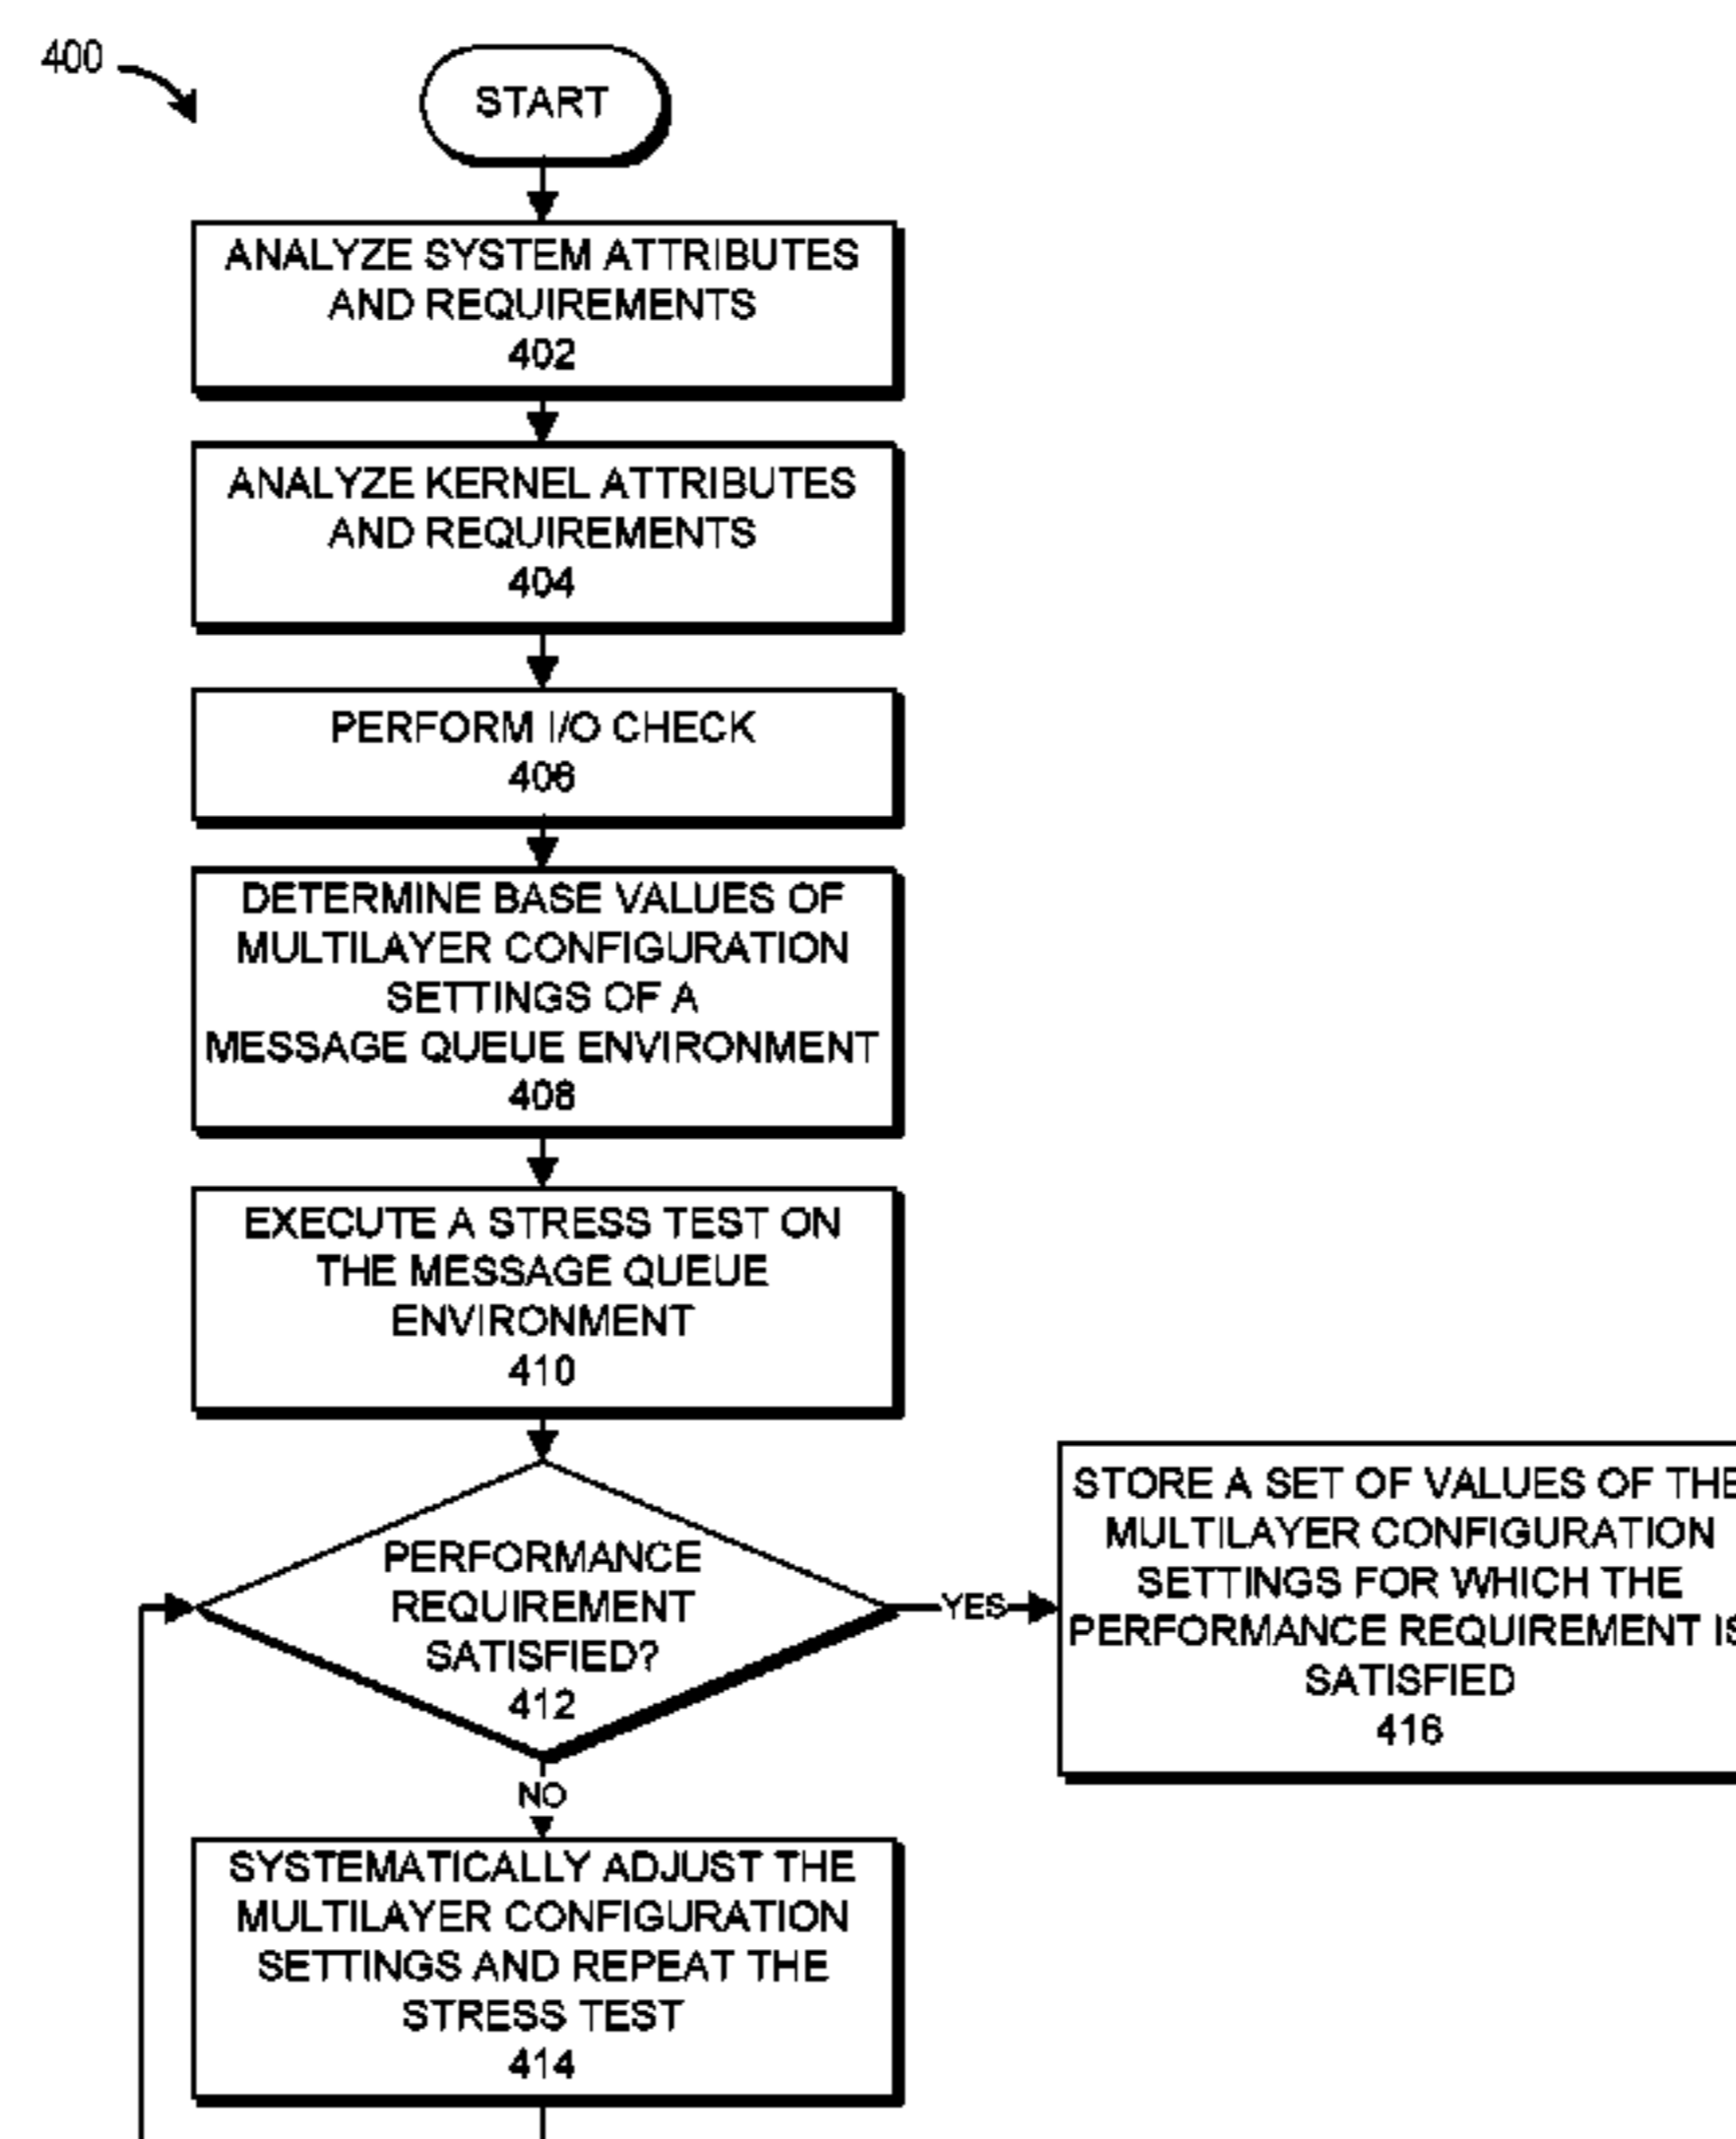 400
START
ANALYZE SYSTEM ATTRIBUTES
AND REQUIREMENTS
402
ANALYZE KERNEL ATTRIBUTES
AND REQUIREMENTS
404
PERFORM I/O CHECK
406
DETERMINE BASE VALUES OF
MULTILAYER CONFIGURATION
SETTINGS OF A
MESSAGE QUEUE ENVIRONMENT
408
EXECUTE A STRESS TEST ON
THE MESSAGE QUEUE
ENVIRONMENT
410
PERFORMANCE
REQUIREMENT
SATISFIED?
412
YES
STORE A SET OF VALUES OF THE
MULTILAYER CONFIGURATION
SETTINGS FOR WHICH THE
PERFORMANCE REQUIREMENT IS
SATISFIED
416
NO
SYSTEMATICALLY ADJUST THE
MULTILAYER CONFIGURATION
SETTINGS AND REPEAT THE
STRESS TEST
414